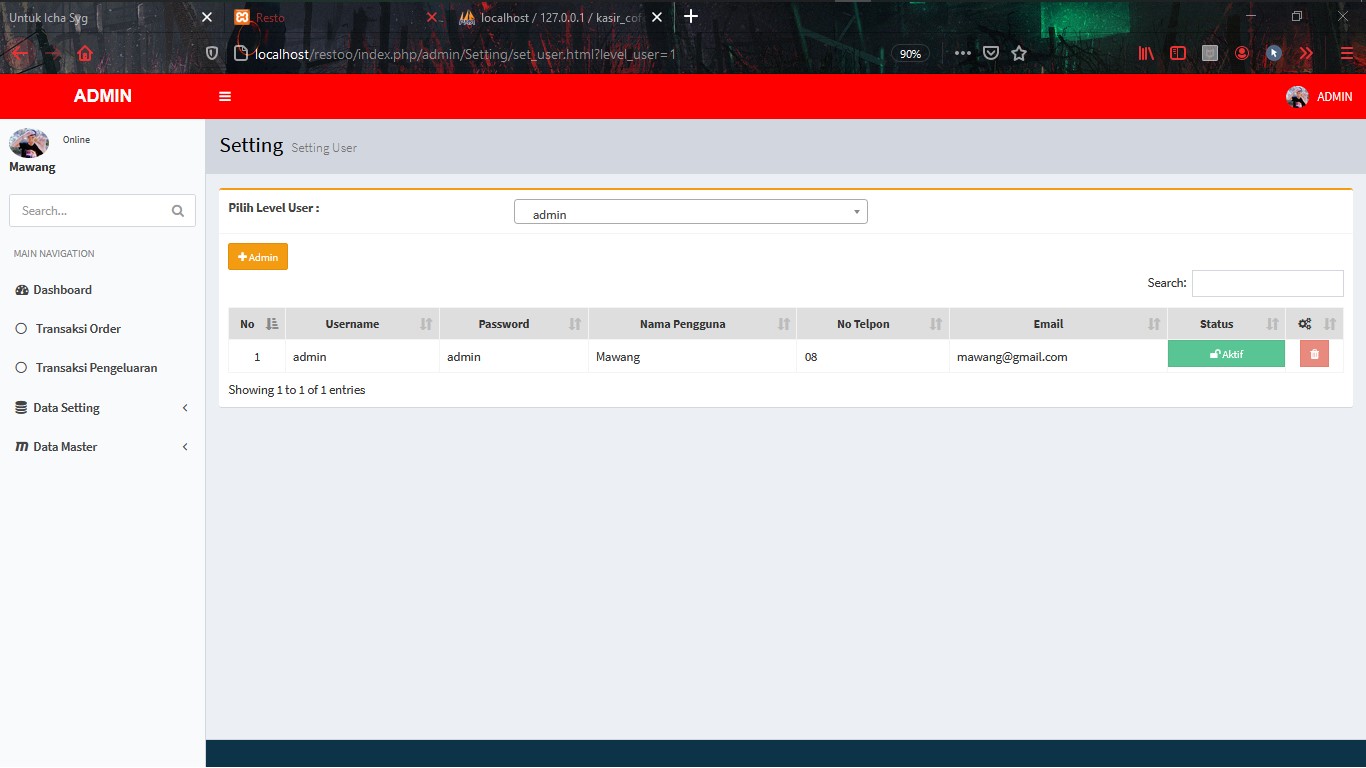 Untuk Icha Syg
Resto
localhost / 127.0.0.1 / kasir_cof
localhost/restoo/index.php/admin/Setting/set_user.html?level_user=1
90%
ADMIN
ADMIN
Online
Mawang
Search...
MAIN NAVIGATION
Dashboard
Transaksi Order
Transaksi Pengeluaran
Data Setting
Data Master
Setting Setting User
Pilih Level User :
admin
Admin
Search:
No Username Password Nama Pengguna No Telpon Email Status
1 admin admin Mawang 08 mawang@gmail.com Aktif
Showing 1 to 1 of 1 entries